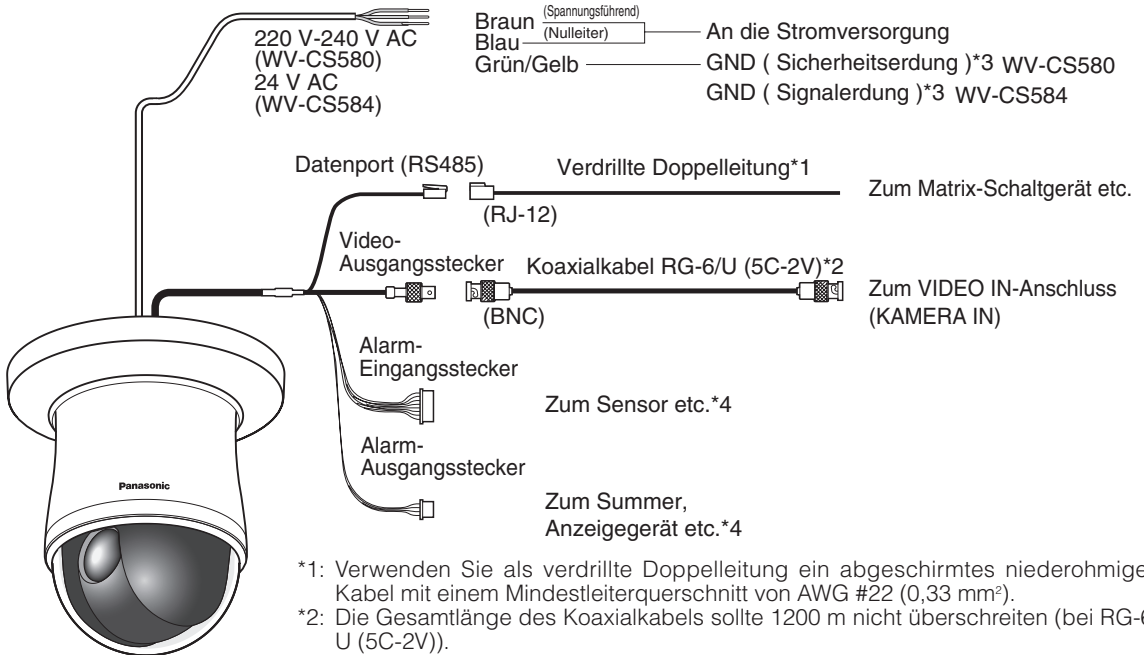 220 V-240 V AC
(WV-CS580)
24 V AC
(WV-CS584)
Braun (Spannungsführend)
Blau (Nulleiter)
An die Stromversorgung
Grün/Gelb
GND ( Sicherheitserdung )*3 WV-CS580
GND ( Signalerdung )*3 WV-CS584
Datenport (RS485)
Verdrillte Doppelleitung*1
(RJ-12)
Zum Matrix-Schaltgerät etc.
Video-
Ausgangsstecker
Koaxialkabel RG-6/U (5C-2V)*2
(BNC)
Zum VIDEO IN-Anschluss
(KAMERA IN)
Alarm-
Eingangsstecker
Zum Sensor etc.*4
Alarm-
Ausgangsstecker
Zum Summer,
Anzeigegerät etc.*4
Panasonic
*1: Verwenden Sie als verdrillte Doppelleitung ein abgeschirmtes niederohmige
Kabel mit einem Mindestleiterquerschnitt von AWG #22 (0,33 mm²).
*2: Die Gesamtlänge des Koaxialkabels sollte 1200 m nicht überschreiten (bei RG-6
U (5C-2V)).